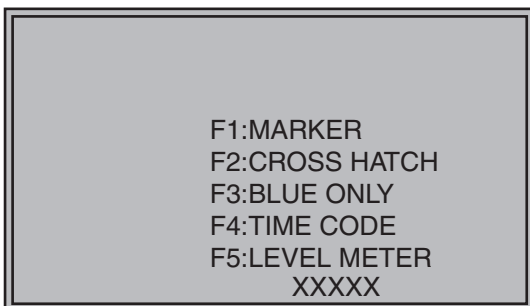 F1:MARKER
F2:CROSS HATCH
F3:BLUE ONLY
F4:TIME CODE
F5:LEVEL METER
XXXXX